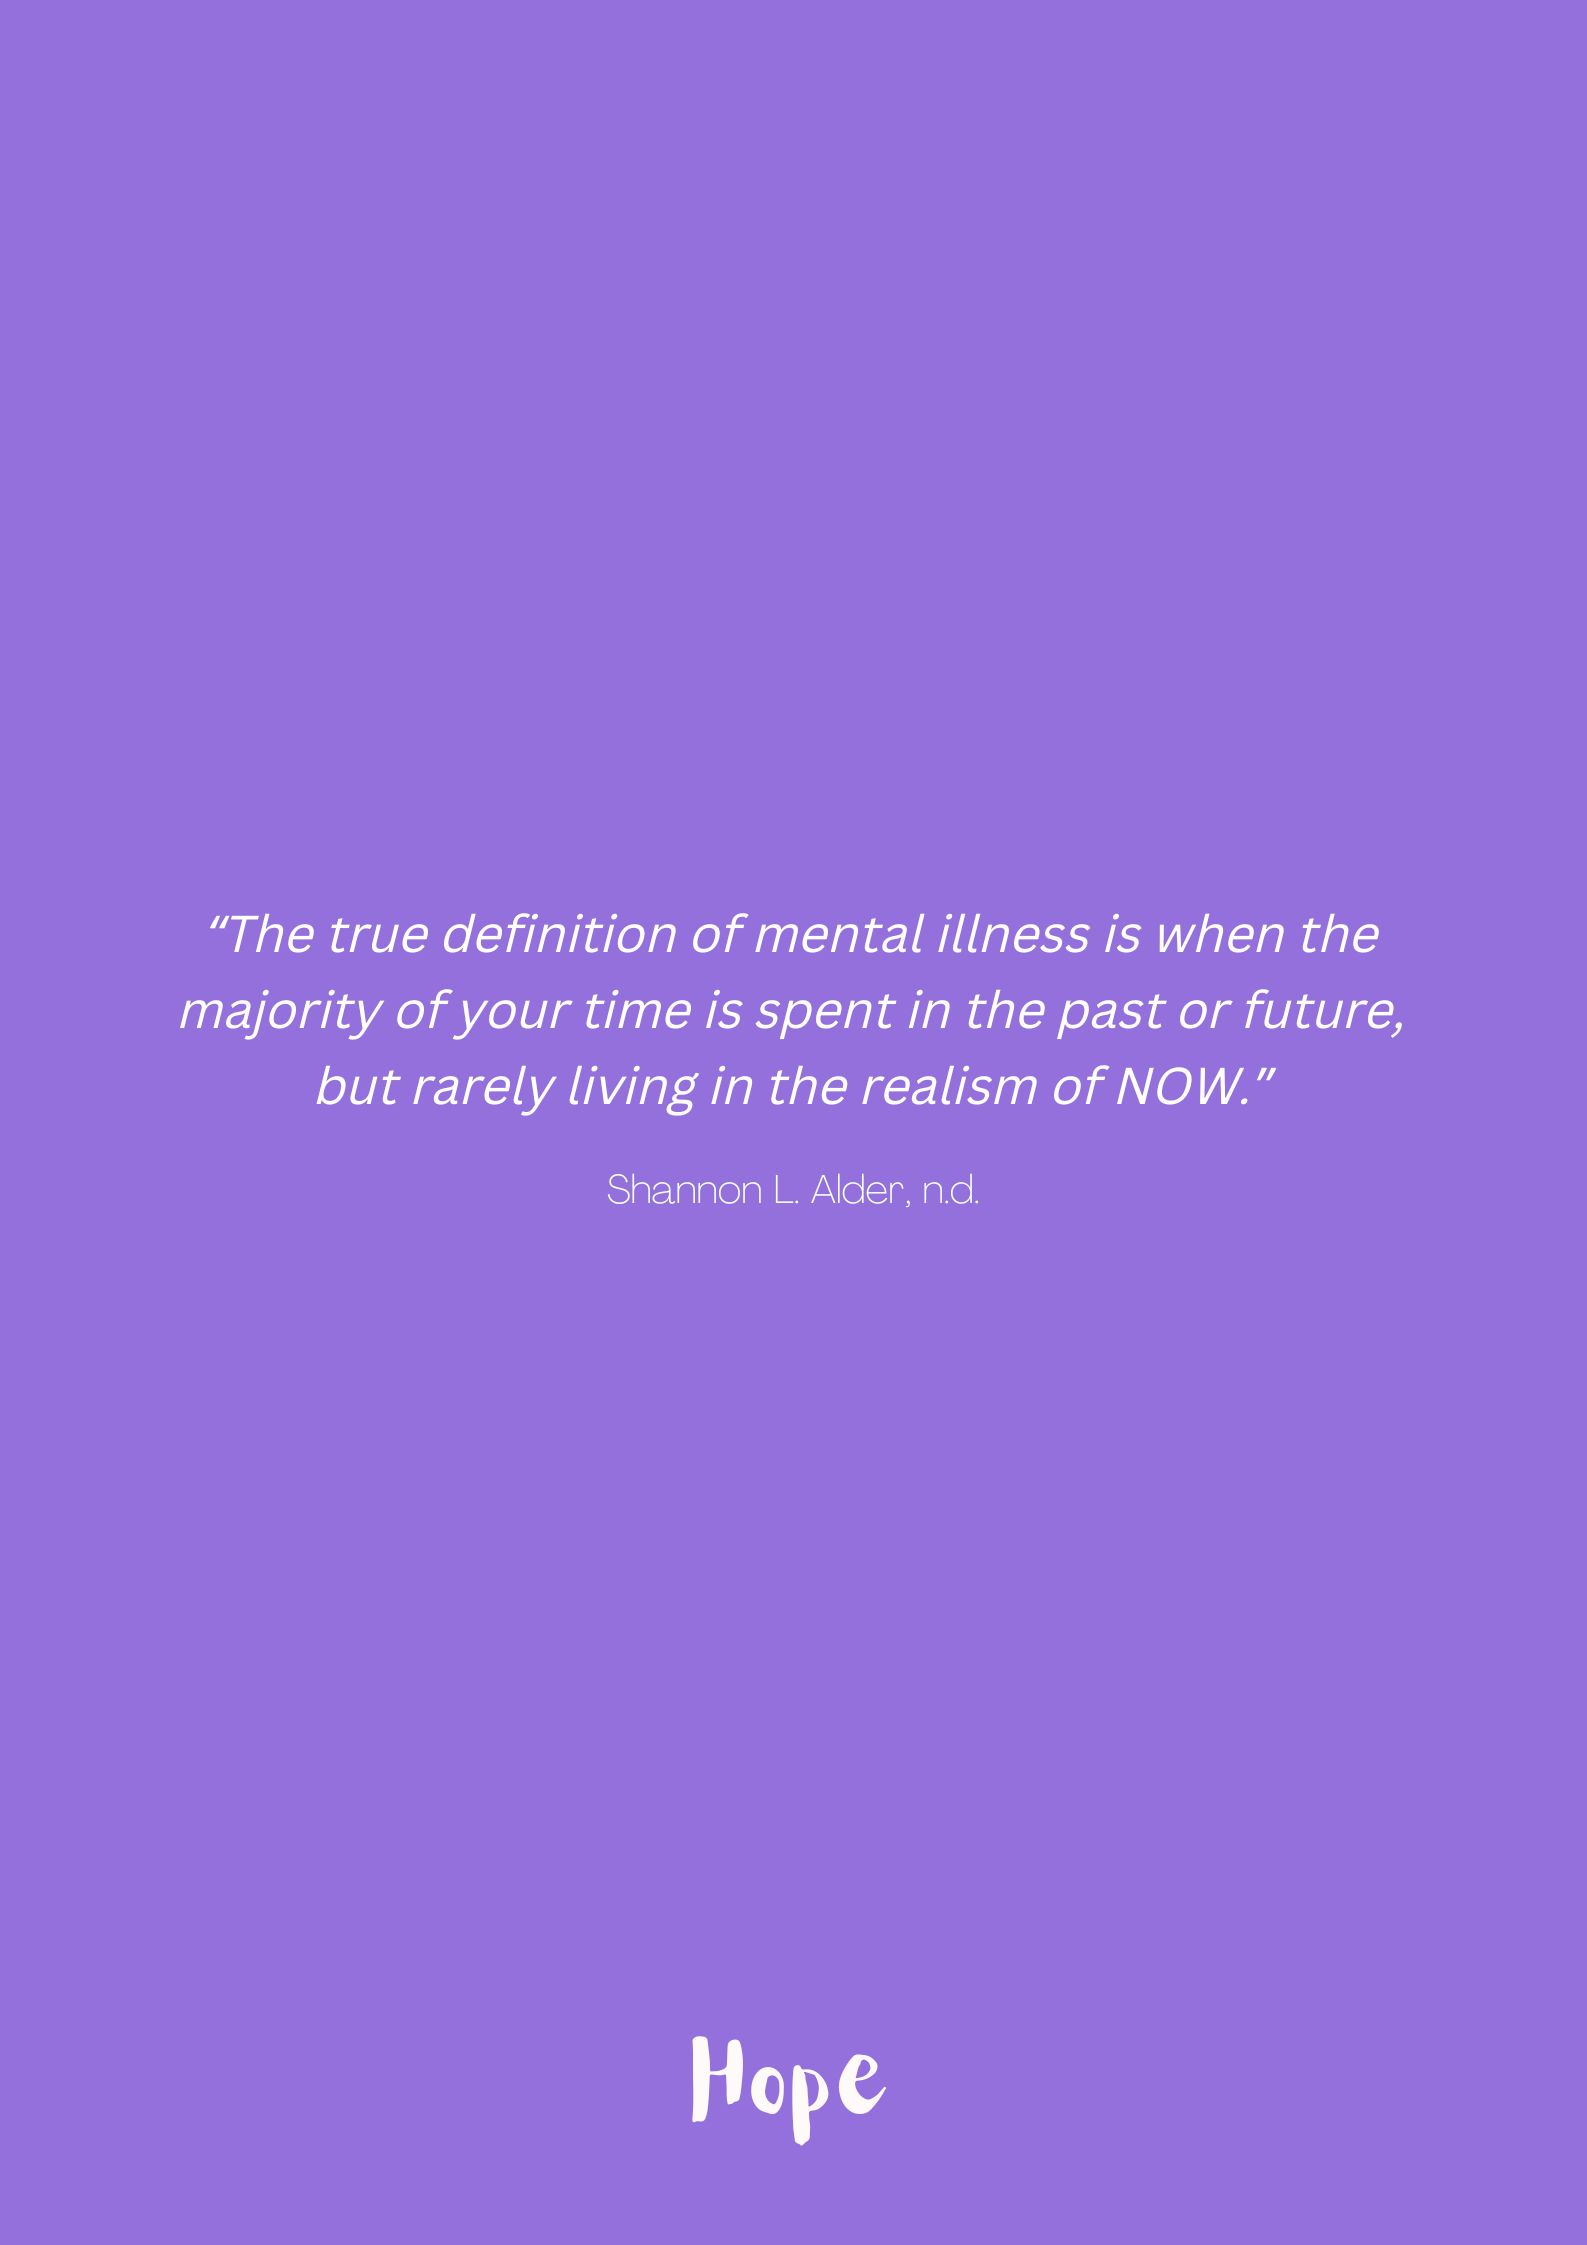 “The true definition of mental illness is when the
majority of your time is spent in the past or future,
but rarely living in the realism of NOW.”
Shannon L. Alder, n.d.
Hope